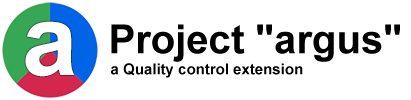 a
Project "argus"
a Quality control extension